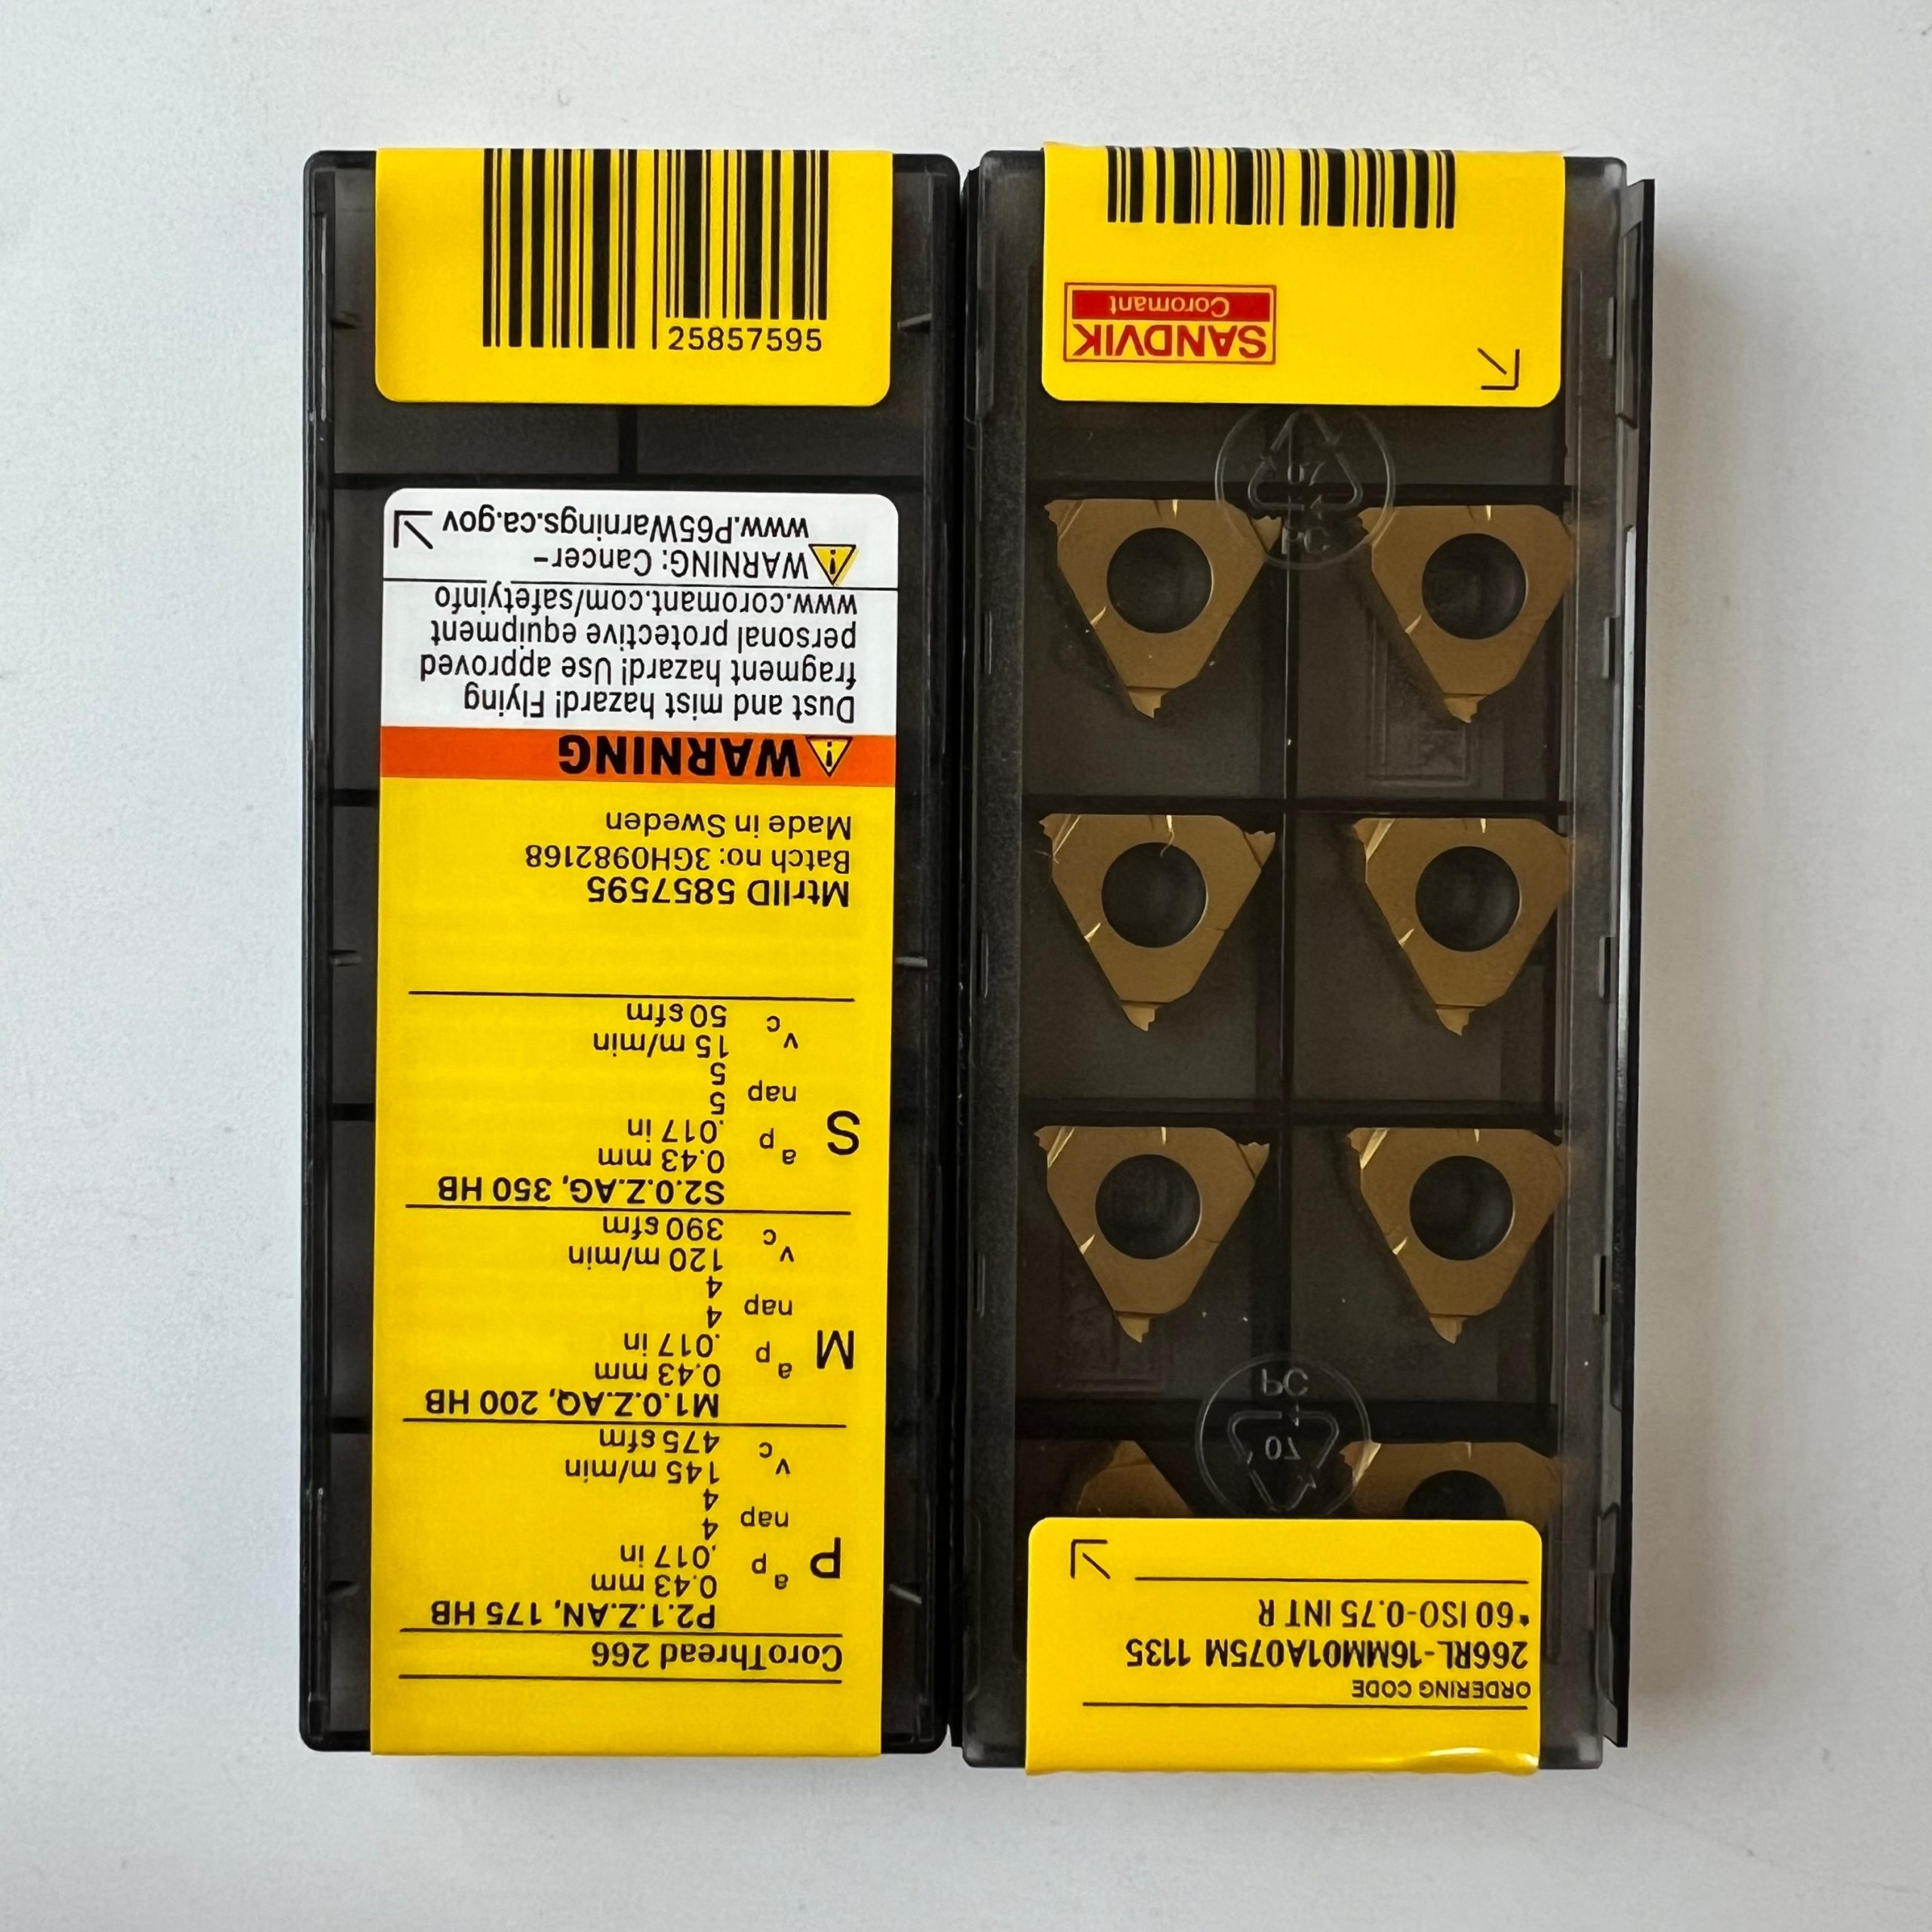 25857595
CoroThread 266
P2.1.Z.AN, 175 HB
P
ap 0.43 mm
.017 in
nap 4
4
vc 145 m/min
475 sfm
M1.0.Z.AQ, 200 HB
M
ap 0.43 mm
.017 in
nap 4
4
vc 120 m/min
390 sfm
S2.0.Z.AG, 350 HB
S
ap 0.43 mm
.017 in
nap 5
5
vc 15 m/min
50 sfm
MtrlID 5857595
Batch no: 3GH0982168
Made in Sweden
WARNING
Dust and mist hazard! Flying
fragment hazard! Use approved
personal protective equipment
www.coromant.com/safetyinfo
WARNING: Cancer-
www.P65Warnings.ca.gov
ORDERING CODE
266RL-16MM01A075M 1135
*60 ISO-0.75 INT R
07
PC
07
PC
SANDVIK
Coromant